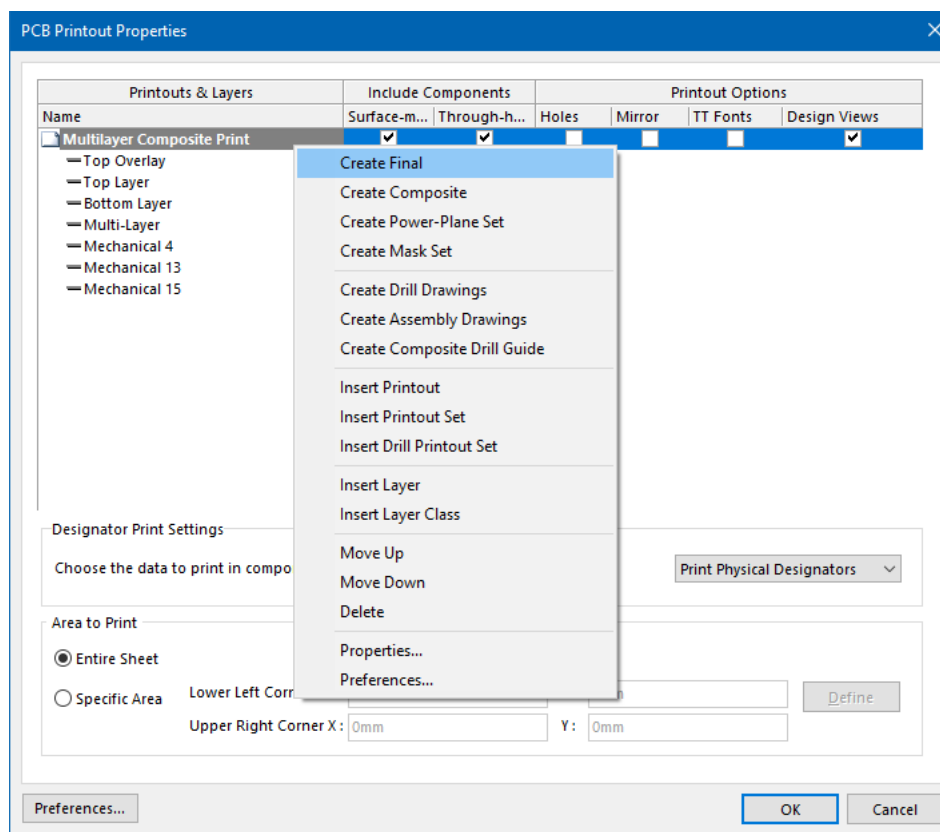 PCB Printout Properties
Printouts & Layers Include Components Printout Options
Name Surface-m... Through-h... Holes Mirror TT Fonts Design Views
Multilayer Composite Print
Top Overlay
Top Layer
Bottom Layer
Multi-Layer
Mechanical 4
Mechanical 13
Mechanical 15
Create Final
Create Composite
Create Power-Plane Set
Create Mask Set
Create Drill Drawings
Create Assembly Drawings
Create Composite Drill Guide
Insert Printout
Insert Printout Set
Insert Drill Printout Set
Insert Layer
Insert Layer Class
Move Up
Move Down
Delete
Properties...
Preferences...
Designator Print Settings
Choose the data to print in compo
Print Physical Designators
Area to Print
Entire Sheet
Specific Area Lower Left Corn Define
Upper Right Corner X : 0mm Y : 0mm
Preferences... OK Cancel